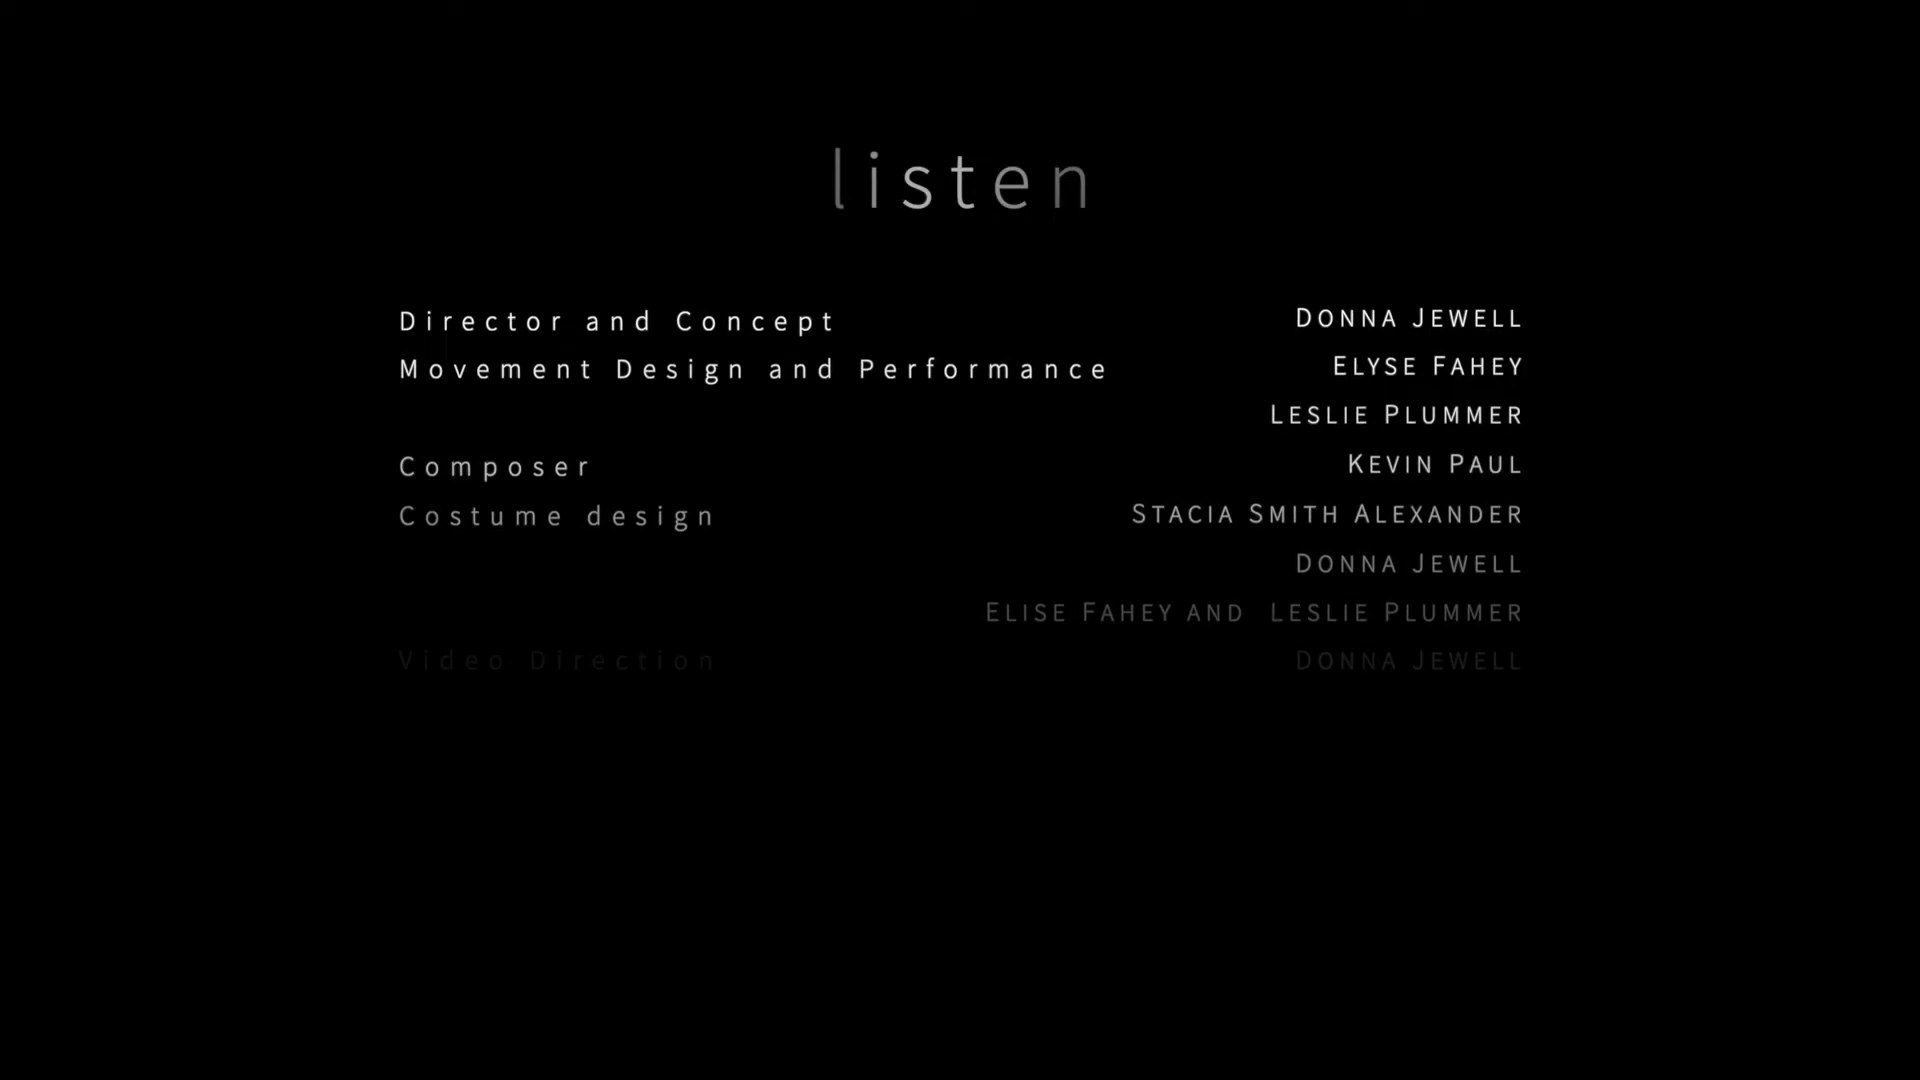 listen
Director and Concept DONNA JEWELL
Movement Design and Performance ELYSE FAHEY
LESLIE PLUMMER
Composer KEVIN PAUL
Costume design STACIA SMITH ALEXANDER
DONNA JEWELL
ELISE FAHEY AND LESLIE PLUMMER
Video Direction DONNA JEWELL